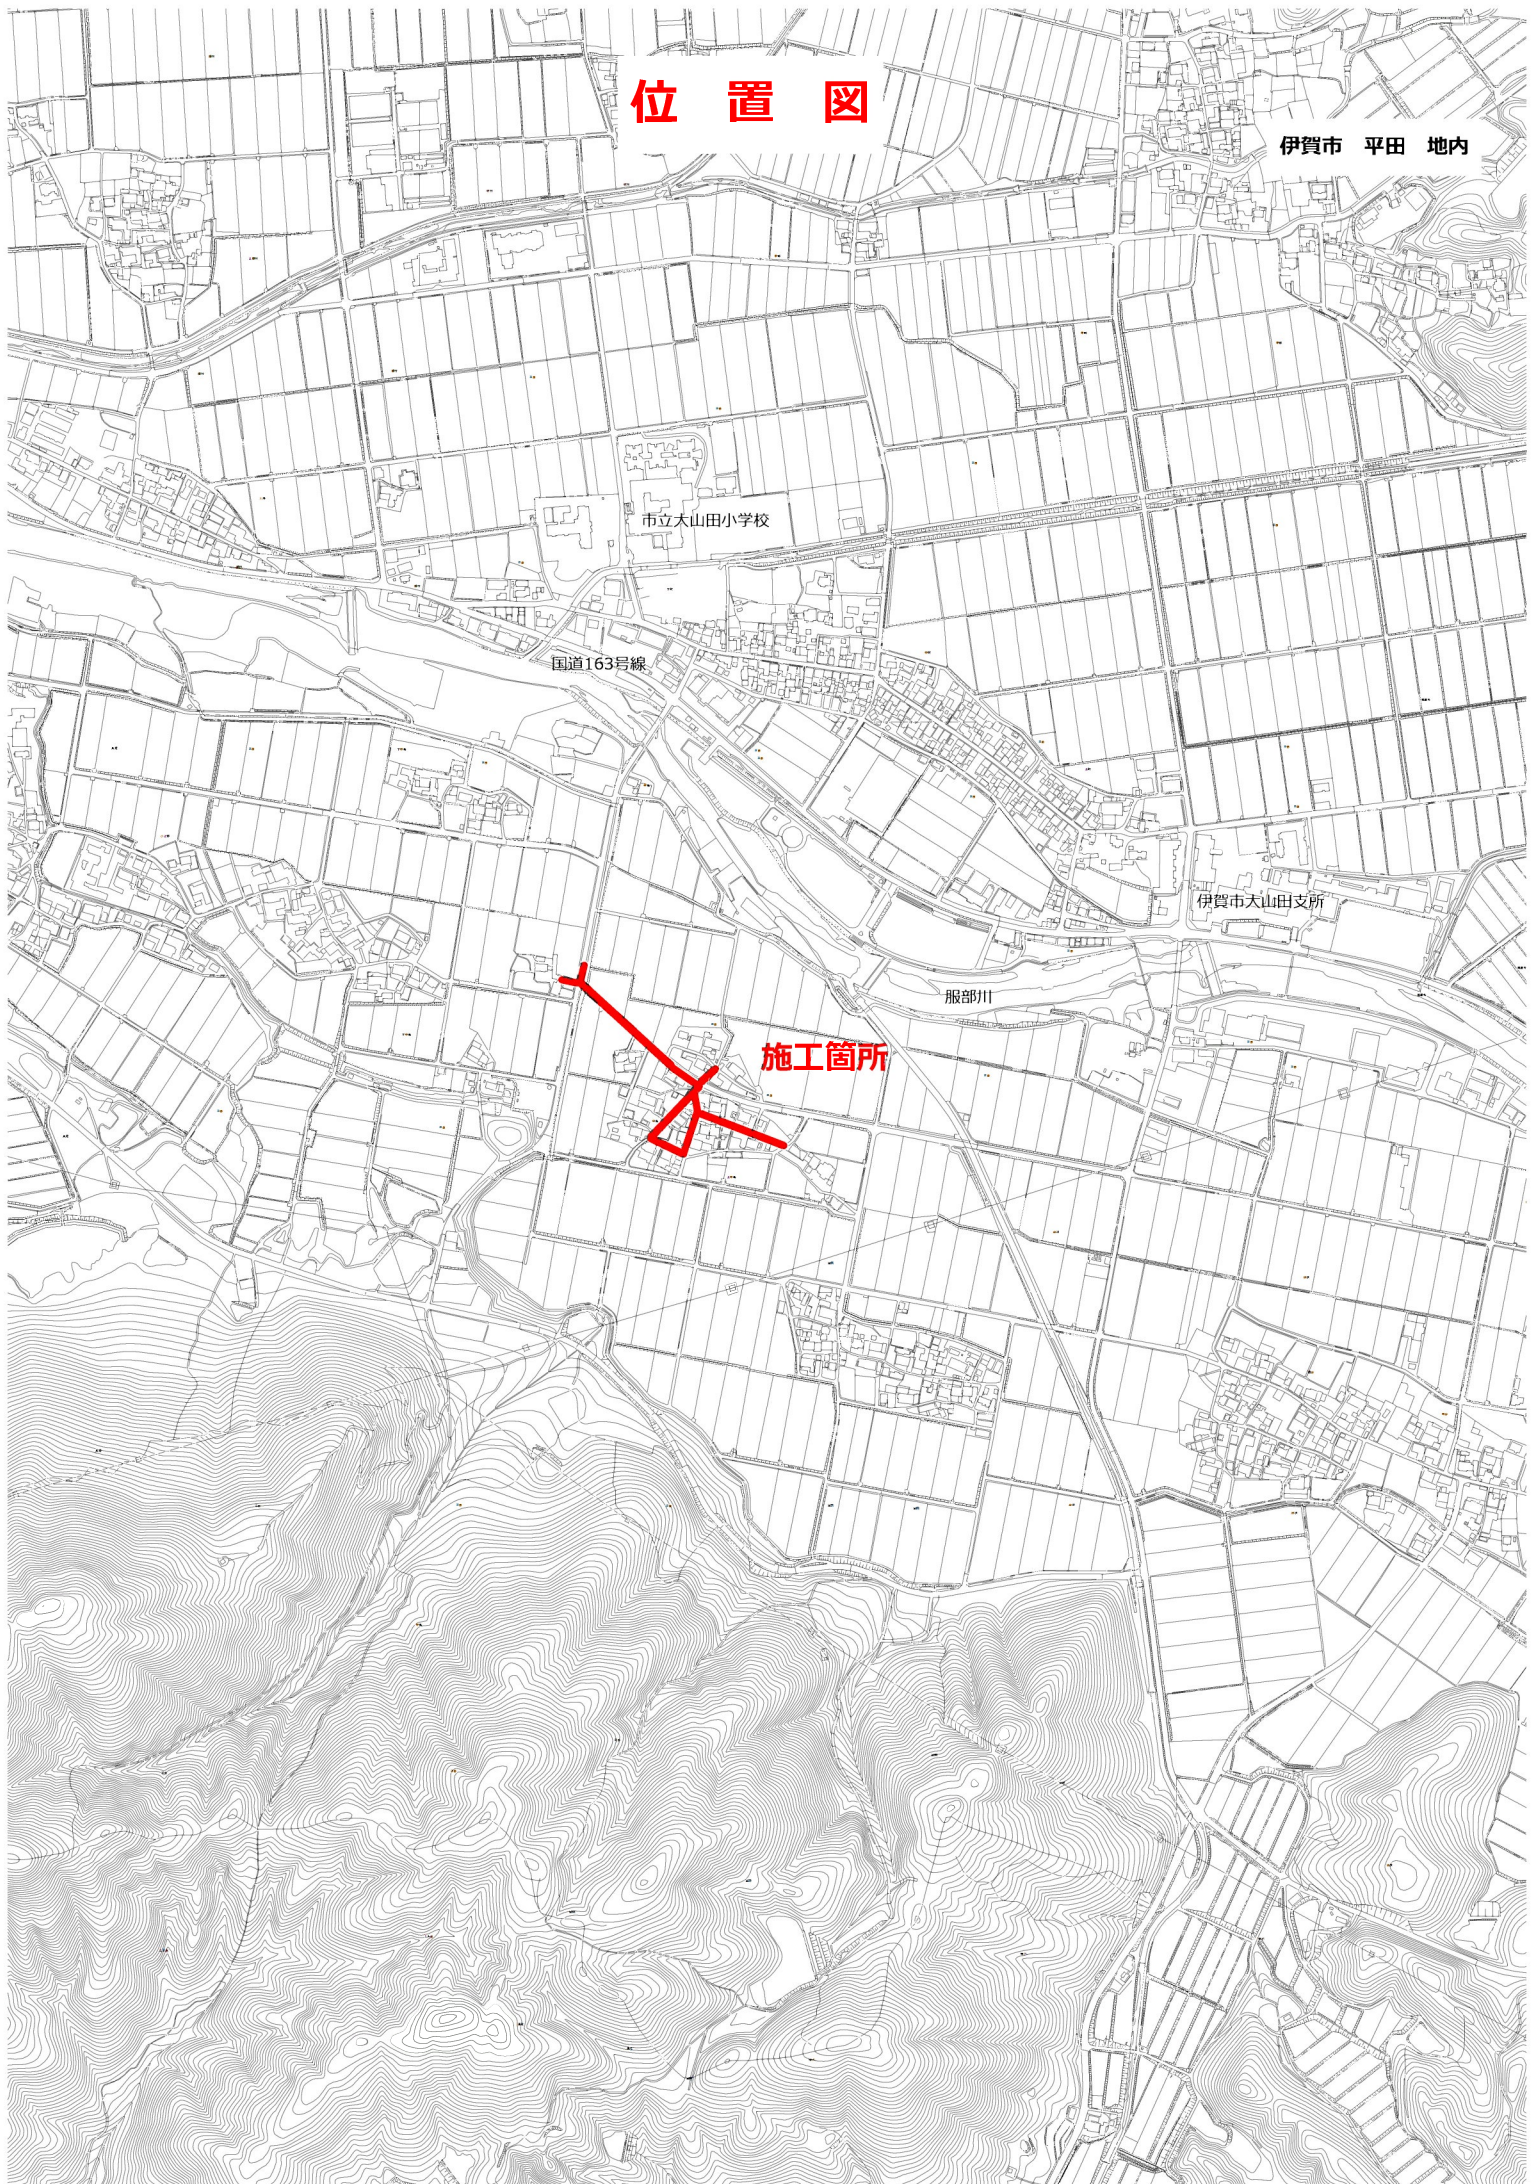 位 置 図
伊賀市 平田 地内
市立大山田小学校
国道163号線
伊賀市大山田支所
服部川
施工箇所